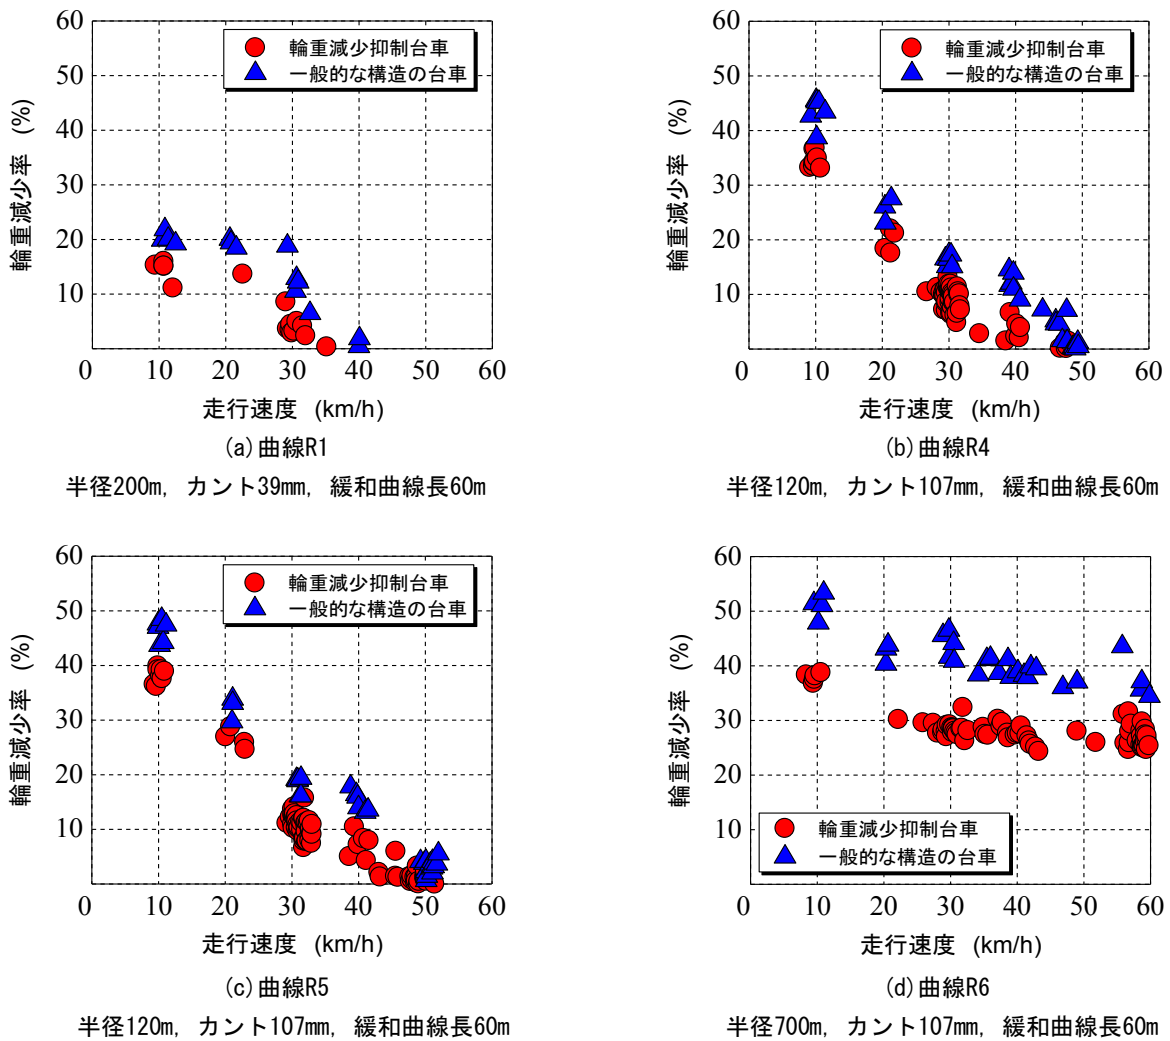 60
50
40
30
20
10
0 10 20 30 40 50 60
輪重減少率 (%)
輪重減少抑制台車
一般的な構造の台車
走行速度 (km/h)
(a)曲線R1
半径200m, カント39mm, 緩和曲線長60m
60
50
40
30
20
10
0 10 20 30 40 50 60
輪重減少率 (%)
輪重減少抑制台車
一般的な構造の台車
走行速度 (km/h)
(b)曲線R4
半径120m, カント107mm, 緩和曲線長60m
60
50
40
30
20
10
0 10 20 30 40 50 60
輪重減少率 (%)
輪重減少抑制台車
一般的な構造の台車
走行速度 (km/h)
(c)曲線R5
半径120m, カント107mm, 緩和曲線長60m
60
50
40
30
20
10
0 10 20 30 40 50 60
輪重減少率 (%)
輪重減少抑制台車
一般的な構造の台車
走行速度 (km/h)
(d)曲線R6
半径700m, カント107mm, 緩和曲線長60m